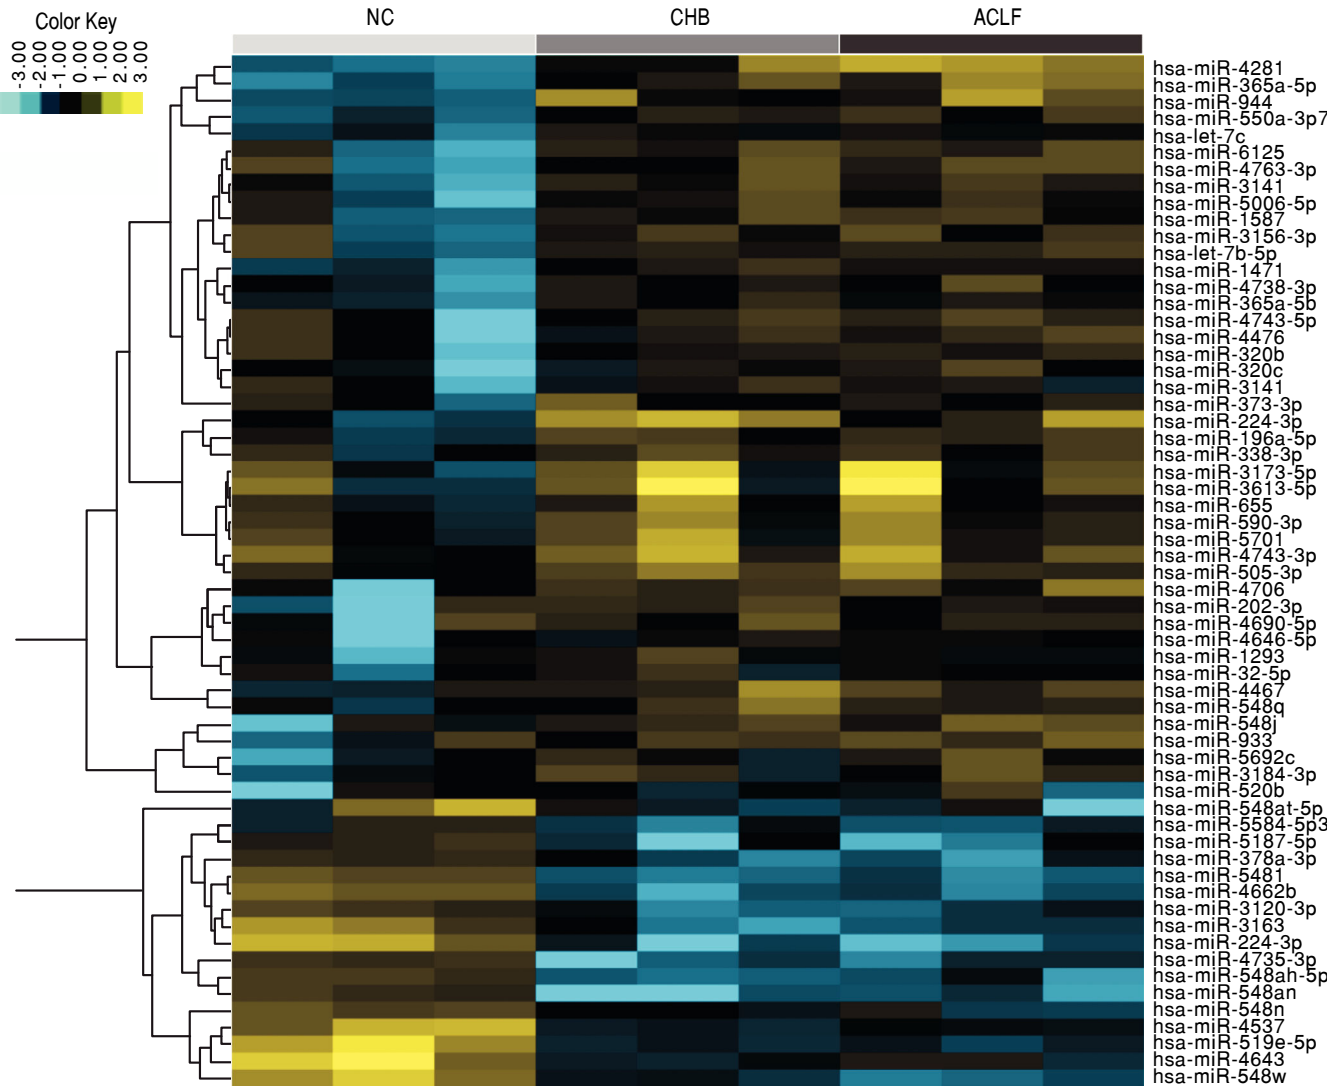 Color Key
-3.00
-2.00
-1.00
0.00
1.00
2.00
3.00
NC
CHB
ACLF
hsa-miR-4281
hsa-miR-365a-5p
hsa-miR-944
hsa-miR-550a-3p7
hsa-let-7c
hsa-miR-6125
hsa-miR-4763-3p
hsa-miR-3141
hsa-miR-5006-5p
hsa-miR-1587
hsa-miR-3156-3p
hsa-let-7b-5p
hsa-miR-1471
hsa-miR-4738-3p
hsa-miR-365a-5b
hsa-miR-4743-5p
hsa-miR-4476
hsa-miR-320b
hsa-miR-320c
hsa-miR-3141
hsa-miR-373-3p
hsa-miR-224-3p
hsa-miR-196a-5p
hsa-miR-338-3p
hsa-miR-3173-5p
hsa-miR-3613-5p
hsa-miR-655
hsa-miR-590-3p
hsa-miR-5701
hsa-miR-4743-3p
hsa-miR-505-3p
hsa-miR-4706
hsa-miR-202-3p
hsa-miR-4690-5p
hsa-miR-4646-5p
hsa-miR-1293
hsa-miR-32-5p
hsa-miR-4467
hsa-miR-548q
hsa-miR-548j
hsa-miR-933
hsa-miR-5692c
hsa-miR-3184-3p
hsa-miR-520b
hsa-miR-548at-5p
hsa-miR-5584-5p3
hsa-miR-5187-5p
hsa-miR-378a-3p
hsa-miR-5481
hsa-miR-4662b
hsa-miR-3120-3p
hsa-miR-3163
hsa-miR-224-3p
hsa-miR-4735-3p
hsa-miR-548ah-5p
hsa-miR-548an
hsa-miR-548n
hsa-miR-4537
hsa-miR-519e-5p
hsa-miR-4643
hsa-miR-548w